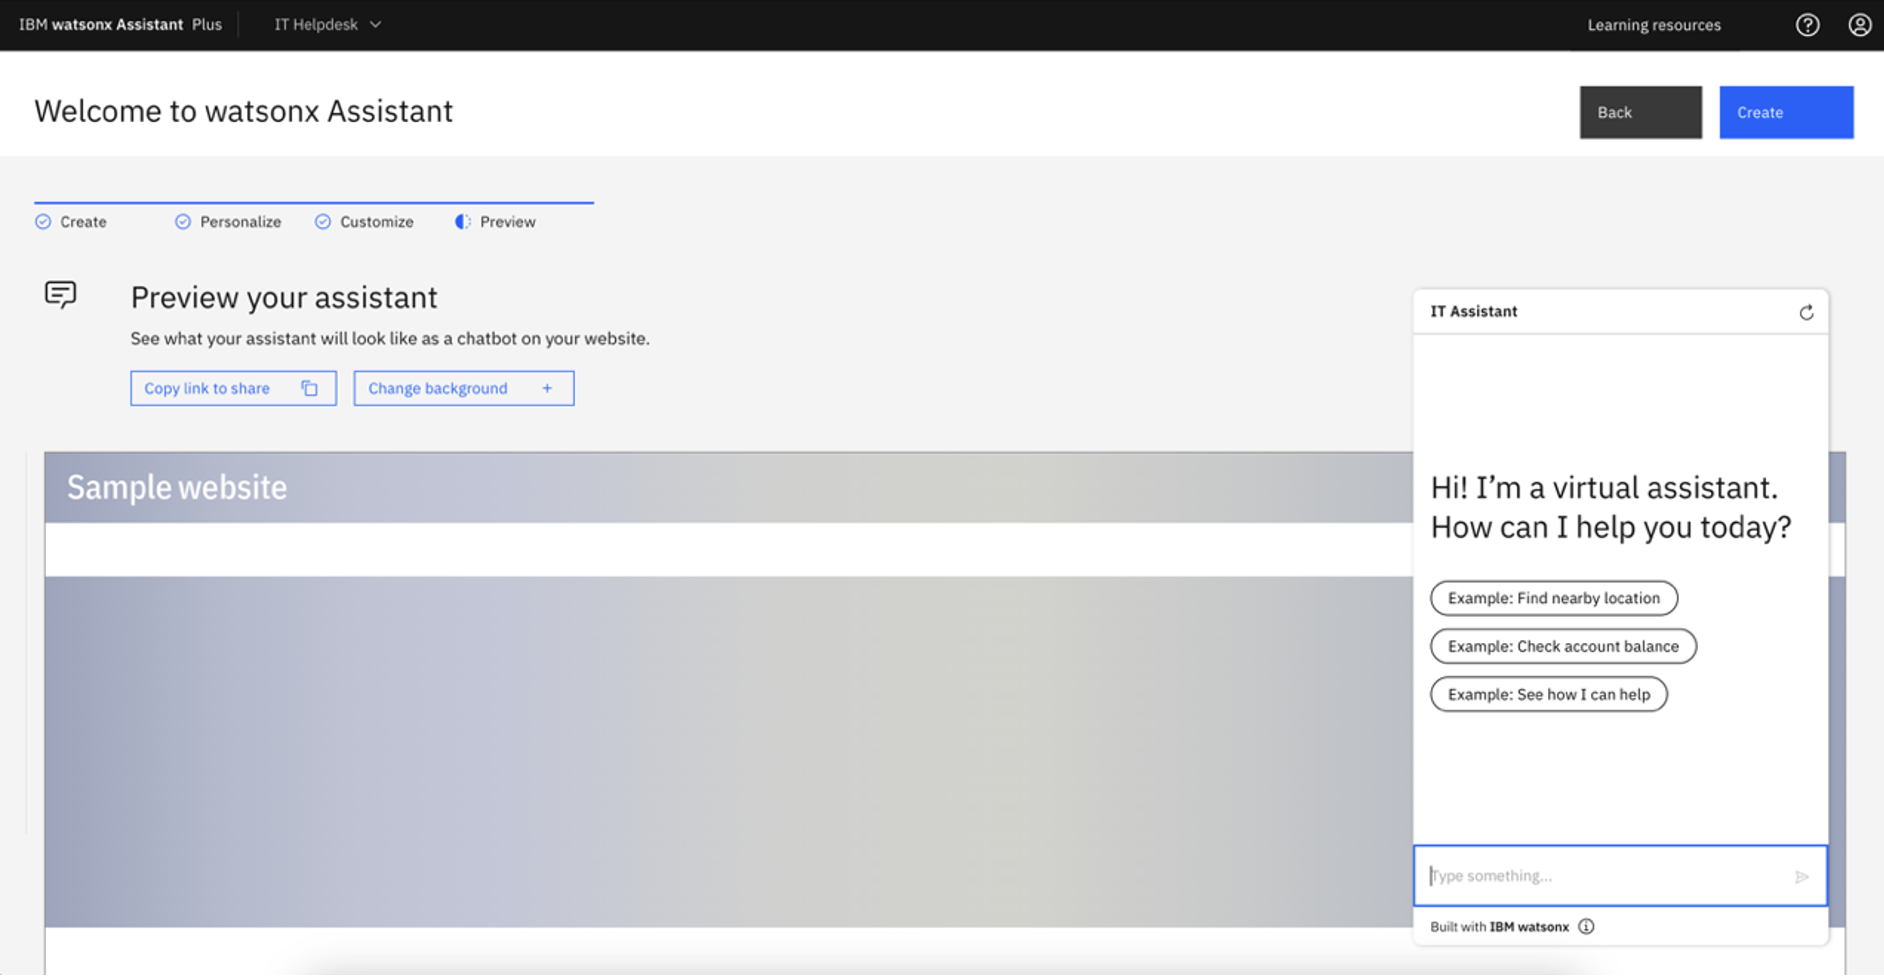 IBM watsonx Assistant Plus
IT Helpdesk
Learning resources
Welcome to watsonx Assistant
Back
Create
Create
Personalize
Customize
Preview
Preview your assistant
See what your assistant will look like as a chatbot on your website.
Copy link to share
Change background +
Sample website
IT Assistant
Hi! I’m a virtual assistant.
How can I help you today?
Example: Find nearby location
Example: Check account balance
Example: See how I can help
Type something...
Built with IBM watsonx